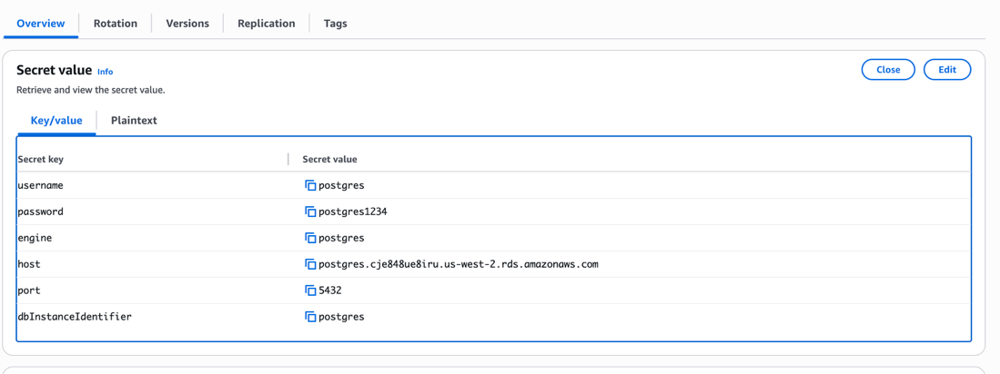 Overview Rotation Versions Replication Tags
Secret value Info Close Edit
Retrieve and view the secret value.
Key/value Plaintext
Secret key Secret value
username postgres
password postgres1234
engine postgres
host postgres.cje848ue8iru.us-west-2.rds.amazonaws.com
port 5432
dbInstanceIdentifier postgres